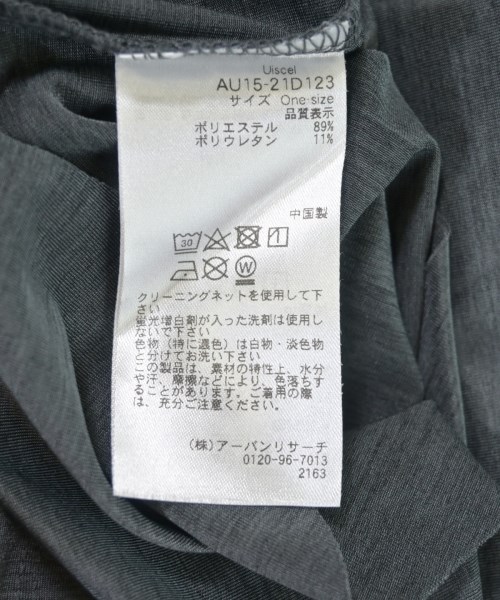 Uiscel
AU15-21D123
サイズ One size
品質表示
ポリエステル 89%
ポリウレタン 11%
中国製
30
W
クリーニングネットを使用して下
さい
蛍光増白剤が入った洗剤は使用し
ないで下さい
色物（特に濃色）は白物・淡色物
と分けてお洗い下さい
この製品は、素材の特性上、水分
や汗、摩擦などにより、色落ちす
ることがあります。ご着用の際
は、充分ご注意ください。
(株)アーバンリサーチ
0120-96-7013
2163